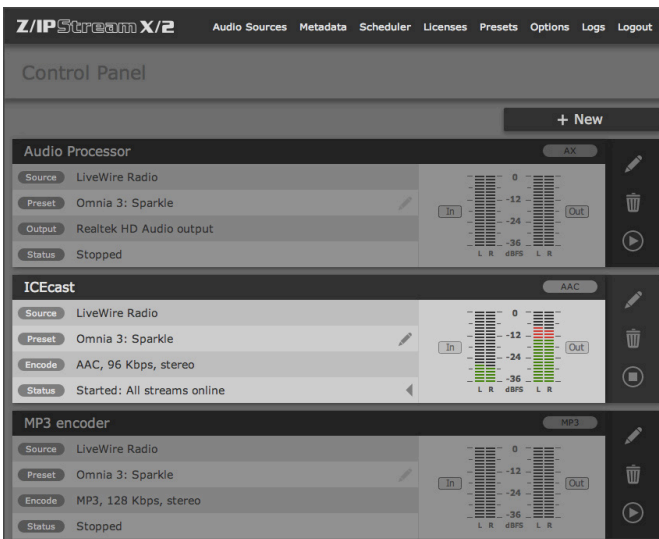 Z/IPStream X/2 Audio Sources Metadata Scheduler Licenses Presets Options Logs Logout
Control Panel
+ New
Audio Processor AX
Source LiveWire Radio
Preset Omnia 3: Sparkle
Output Realtek HD Audio output
Status Stopped
In 0 -12 -24 -36 Out
L R dBFS L R
ICEcast AAC
Source LiveWire Radio
Preset Omnia 3: Sparkle
Encode AAC, 96 Kbps, stereo
Status Started: All streams online
In 0 -12 -24 -36 Out
L R dBFS L R
MP3 encoder MP3
Source LiveWire Radio
Preset Omnia 3: Sparkle
Encode MP3, 128 Kbps, stereo
Status Stopped
In 0 -12 -24 -36 Out
L R dBFS L R